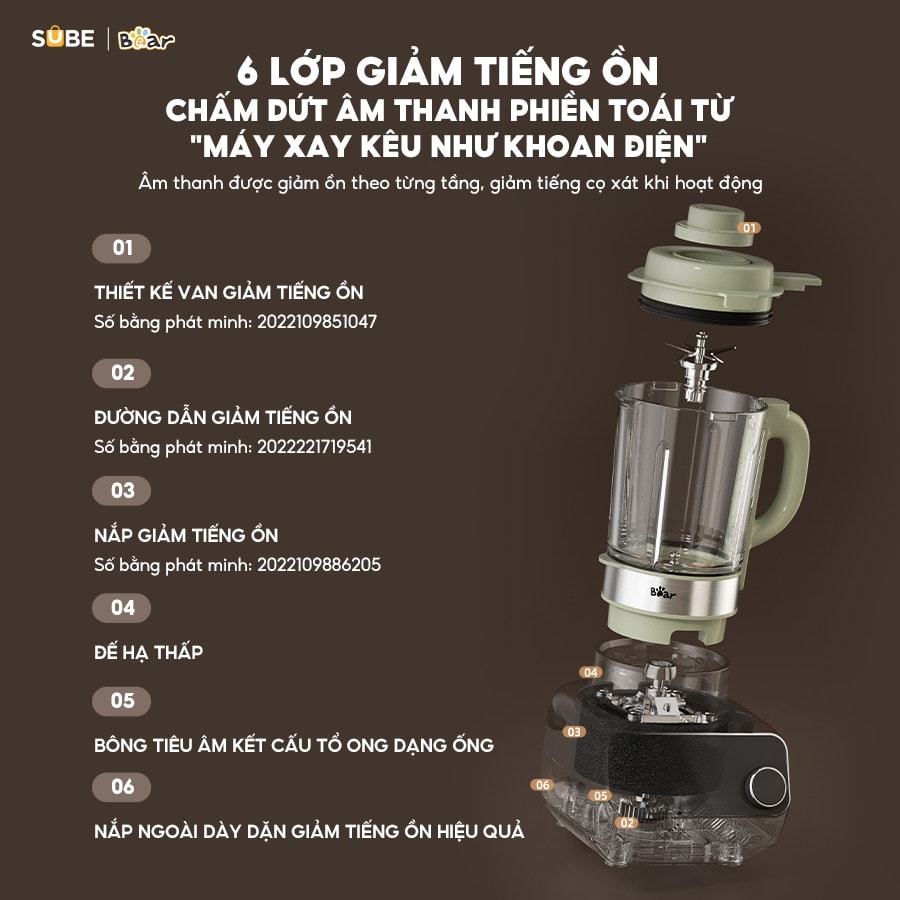 SUBE | Bear
6 LỚP GIẢM TIẾNG ỒN
CHẤM DỨT ÂM THANH PHIỀN TOÁI TỪ
"MÁY XAY KÊU NHƯ KHOAN ĐIỆN"
Âm thanh được giảm ồn theo từng tầng, giảm tiếng cọ xát khi hoạt động
01
01
THIẾT KẾ VAN GIẢM TIẾNG ỒN
Số bằng phát minh: 2022109851047
02
ĐƯỜNG DẪN GIẢM TIẾNG ỒN
Số bằng phát minh: 2022221719541
03
NẮP GIẢM TIẾNG ỒN
Số bằng phát minh: 2022109886205
04
ĐẾ HẠ THẤP
05
BÔNG TIÊU ÂM KẾT CẤU TỔ ONG DẠNG ỐNG
06
NẮP NGOÀI DÀY DẶN GIẢM TIẾNG ỒN HIỆU QUẢ
Bear
04
03
06
05
02